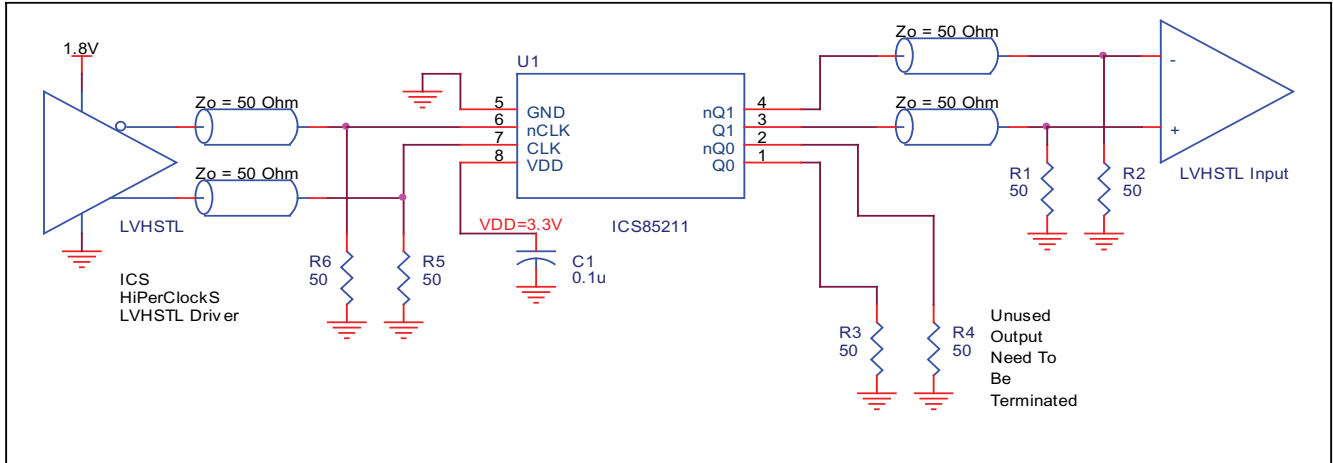 1.8V
Zo = 50 Ohm
Zo = 50 Ohm
LVHSTL
ICS
HiPerClockS
LVHSTL Driver
R6
50
R5
50
U1
5
6
7
8
GND
nCLK
CLK
VDD
nQ1
Q1
nQ0
Q0
4
3
2
1
ICS85211
VDD=3.3V
C1
0.1u
Zo = 50 Ohm
Zo = 50 Ohm
-
+
LVHSTL Input
R1
50
R2
50
R3
50
R4
50
Unused
Output
Need To
Be
Terminated